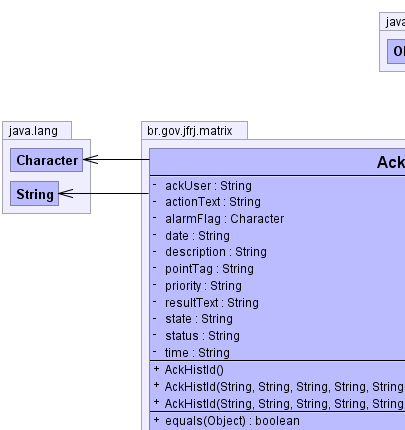 java
java.lang
br.gov.jfrj.matrix
Character
String
- ackUser : String
- actionText : String
- alarmFlag : Character
- date : String
- description : String
- pointTag : String
- priority : String
- resultText : String
- state : String
- status : String
- time : String
+ AckHistId()
+ AckHistId(String, String, String, String, String
+ AckHistId(String, String, String, String, String
+ equals(Object) : boolean